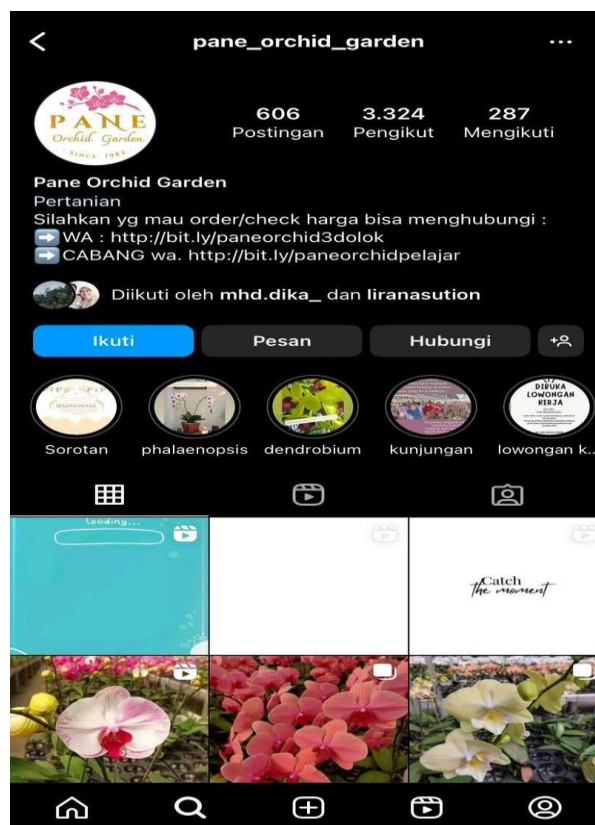 pane_orchid_garden
PANE
Orchid Garden
SINCE 1982
606 3.324 287
Postingan Pengikut Mengikuti
Pane Orchid Garden
Pertanian
Silahkan yg mau order/check harga bisa menghubungi :
➡️WA : http://bit.ly/paneorchid3dolok
➡️CABANG wa. http://bit.ly/paneorchidpelajar
Diikuti oleh mhd.dika_ dan liranasution
Ikuti Pesan Hubungi
DIBUKA
LOWONGAN
KERJA
Sorotan phalaenopsis dendrobium kunjungan lowongan k..
loading...
Catch
the moment